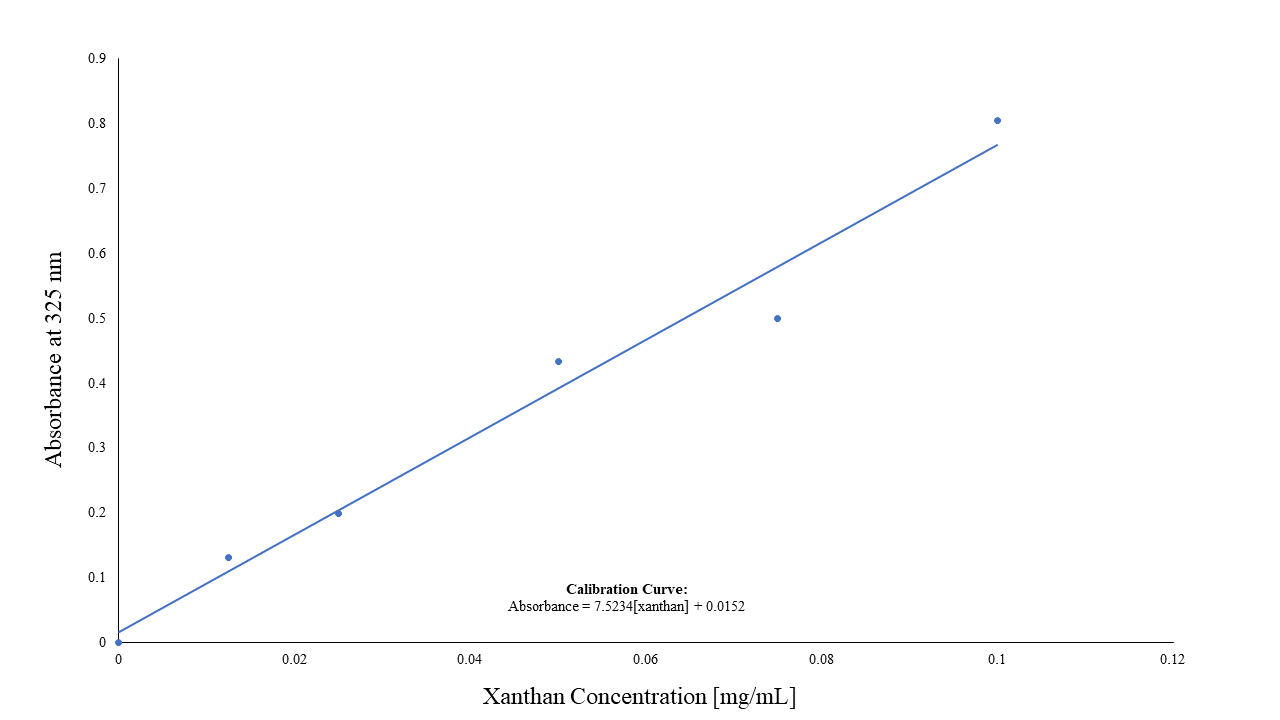 0.9
0.8
0.7
0.6
0.5
0.4
0.3
0.2
0.1
0
Absorbance at 325 nm
Calibration Curve:
Absorbance = 7.5234[xanthan] + 0.0152
0 0.02 0.04 0.06 0.08 0.1 0.12
Xanthan Concentration [mg/mL]